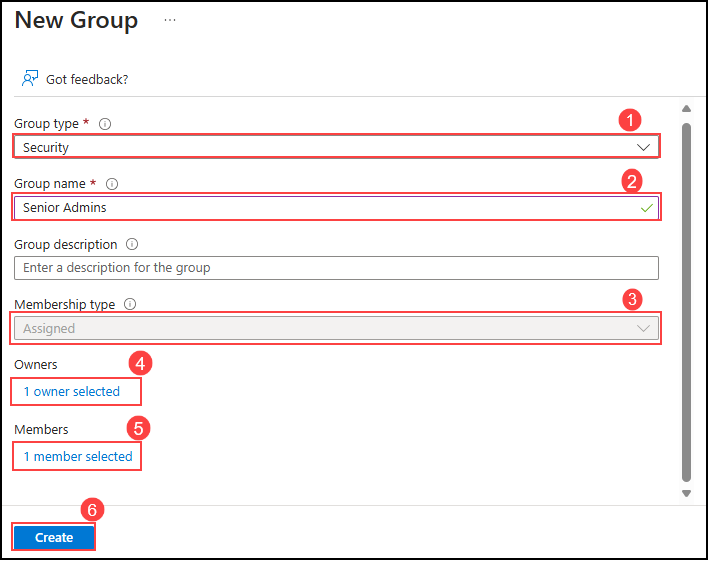 New Group ...
Got feedback?
Group type *
1
Security
Group name *
2
Senior Admins
Group description
Enter a description for the group
Membership type
3
Assigned
Owners
4
1 owner selected
Members
5
1 member selected
6
Create